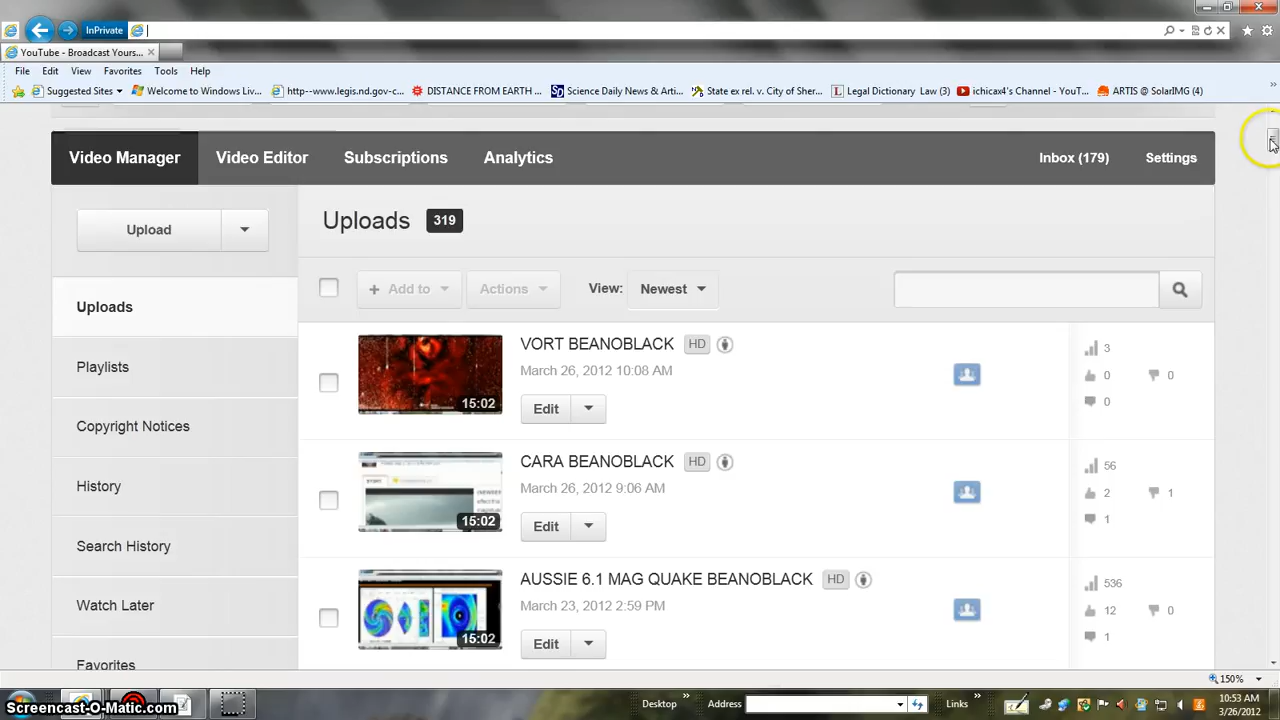 InPrivate
YouTube - Broadcast Yours...
File Edit View Favorites Tools Help
Suggested Sites Welcome to Windows Liv... http--www.legis.nd.gov-c... DISTANCE FROM EARTH ... Science Daily News & Arti... State ex rel. v. City of Sher... Legal Dictionary Law (3) ichicax4's Channel - YouT... ARTIS @ SolarIMG (4)
Video Manager Video Editor Subscriptions Analytics Inbox (179) Settings
Upload Uploads 319
+ Add to Actions View: Newest
Uploads
Playlists
Copyright Notices
History
Search History
Watch Later
Favorites
VORT BEANOBLACK HD
March 26, 2012 10:08 AM
15:02
Edit
3
0 0
0
CARA BEANOBLACK HD
March 26, 2012 9:06 AM
15:02
Edit
56
2 1
1
AUSSIE 6.1 MAG QUAKE BEANOBLACK HD
March 23, 2012 2:59 PM
15:02
Edit
536
12 0
1
150%
Screencast-O-Matic.com
Desktop » Address Links »
10:53 AM
3/26/2012